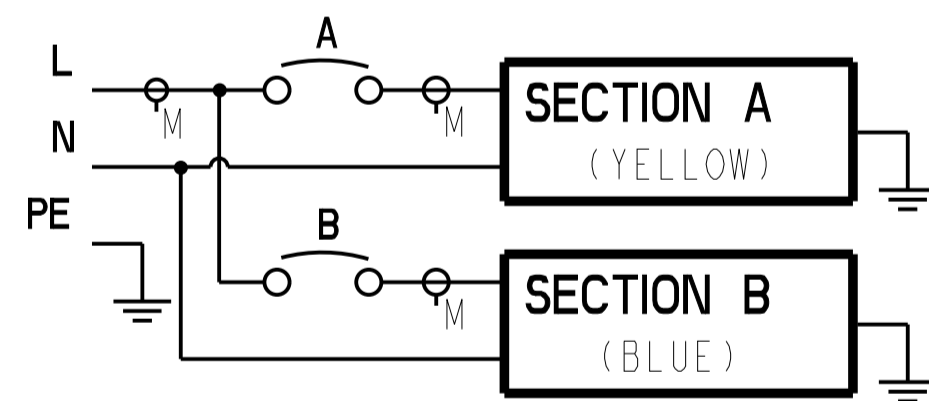 A
L
M
M
SECTION A
(YELLOW)
N
PE
B
M
SECTION B
(BLUE)